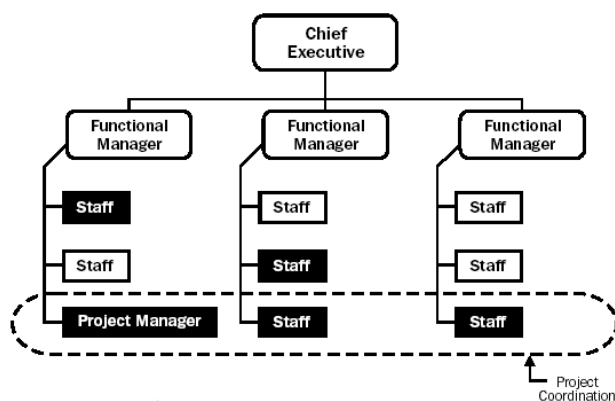 Chief
Executive
Functional
Manager
Functional
Manager
Functional
Manager
Staff
Staff
Staff
Staff
Staff
Staff
Project Manager
Staff
Staff
Project
Coordination